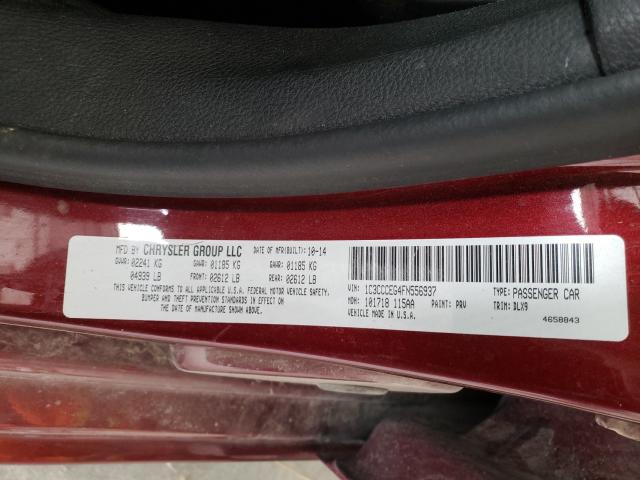 MFD BY CHRYSLER GROUP LLC DATE OF MFR(BUILT) 10-14
GVWR: 02241 KG GAWR: 01185 KG GAWR: 01185 KG
04939 LB FRONT: 02612 LB REAR: 02612 LB
THIS VEHICLE CONFORMS TO ALL APPLICABLE U.S.A. FEDERAL MOTOR VEHICLE SAFETY,
BUMPER AND THEFT PREVENTION STANDARDS IN EFFECT ON
THE DATE OF MANUFACTURE SHOWN ABOVE.
VIN: 1C3CCCEG4FN556937 TYPE: PASSENGER CAR
MDH: 101718 115AA PAINT: PRV TRIM: DLX9
VEHICLE MADE IN U.S.A. 4658843